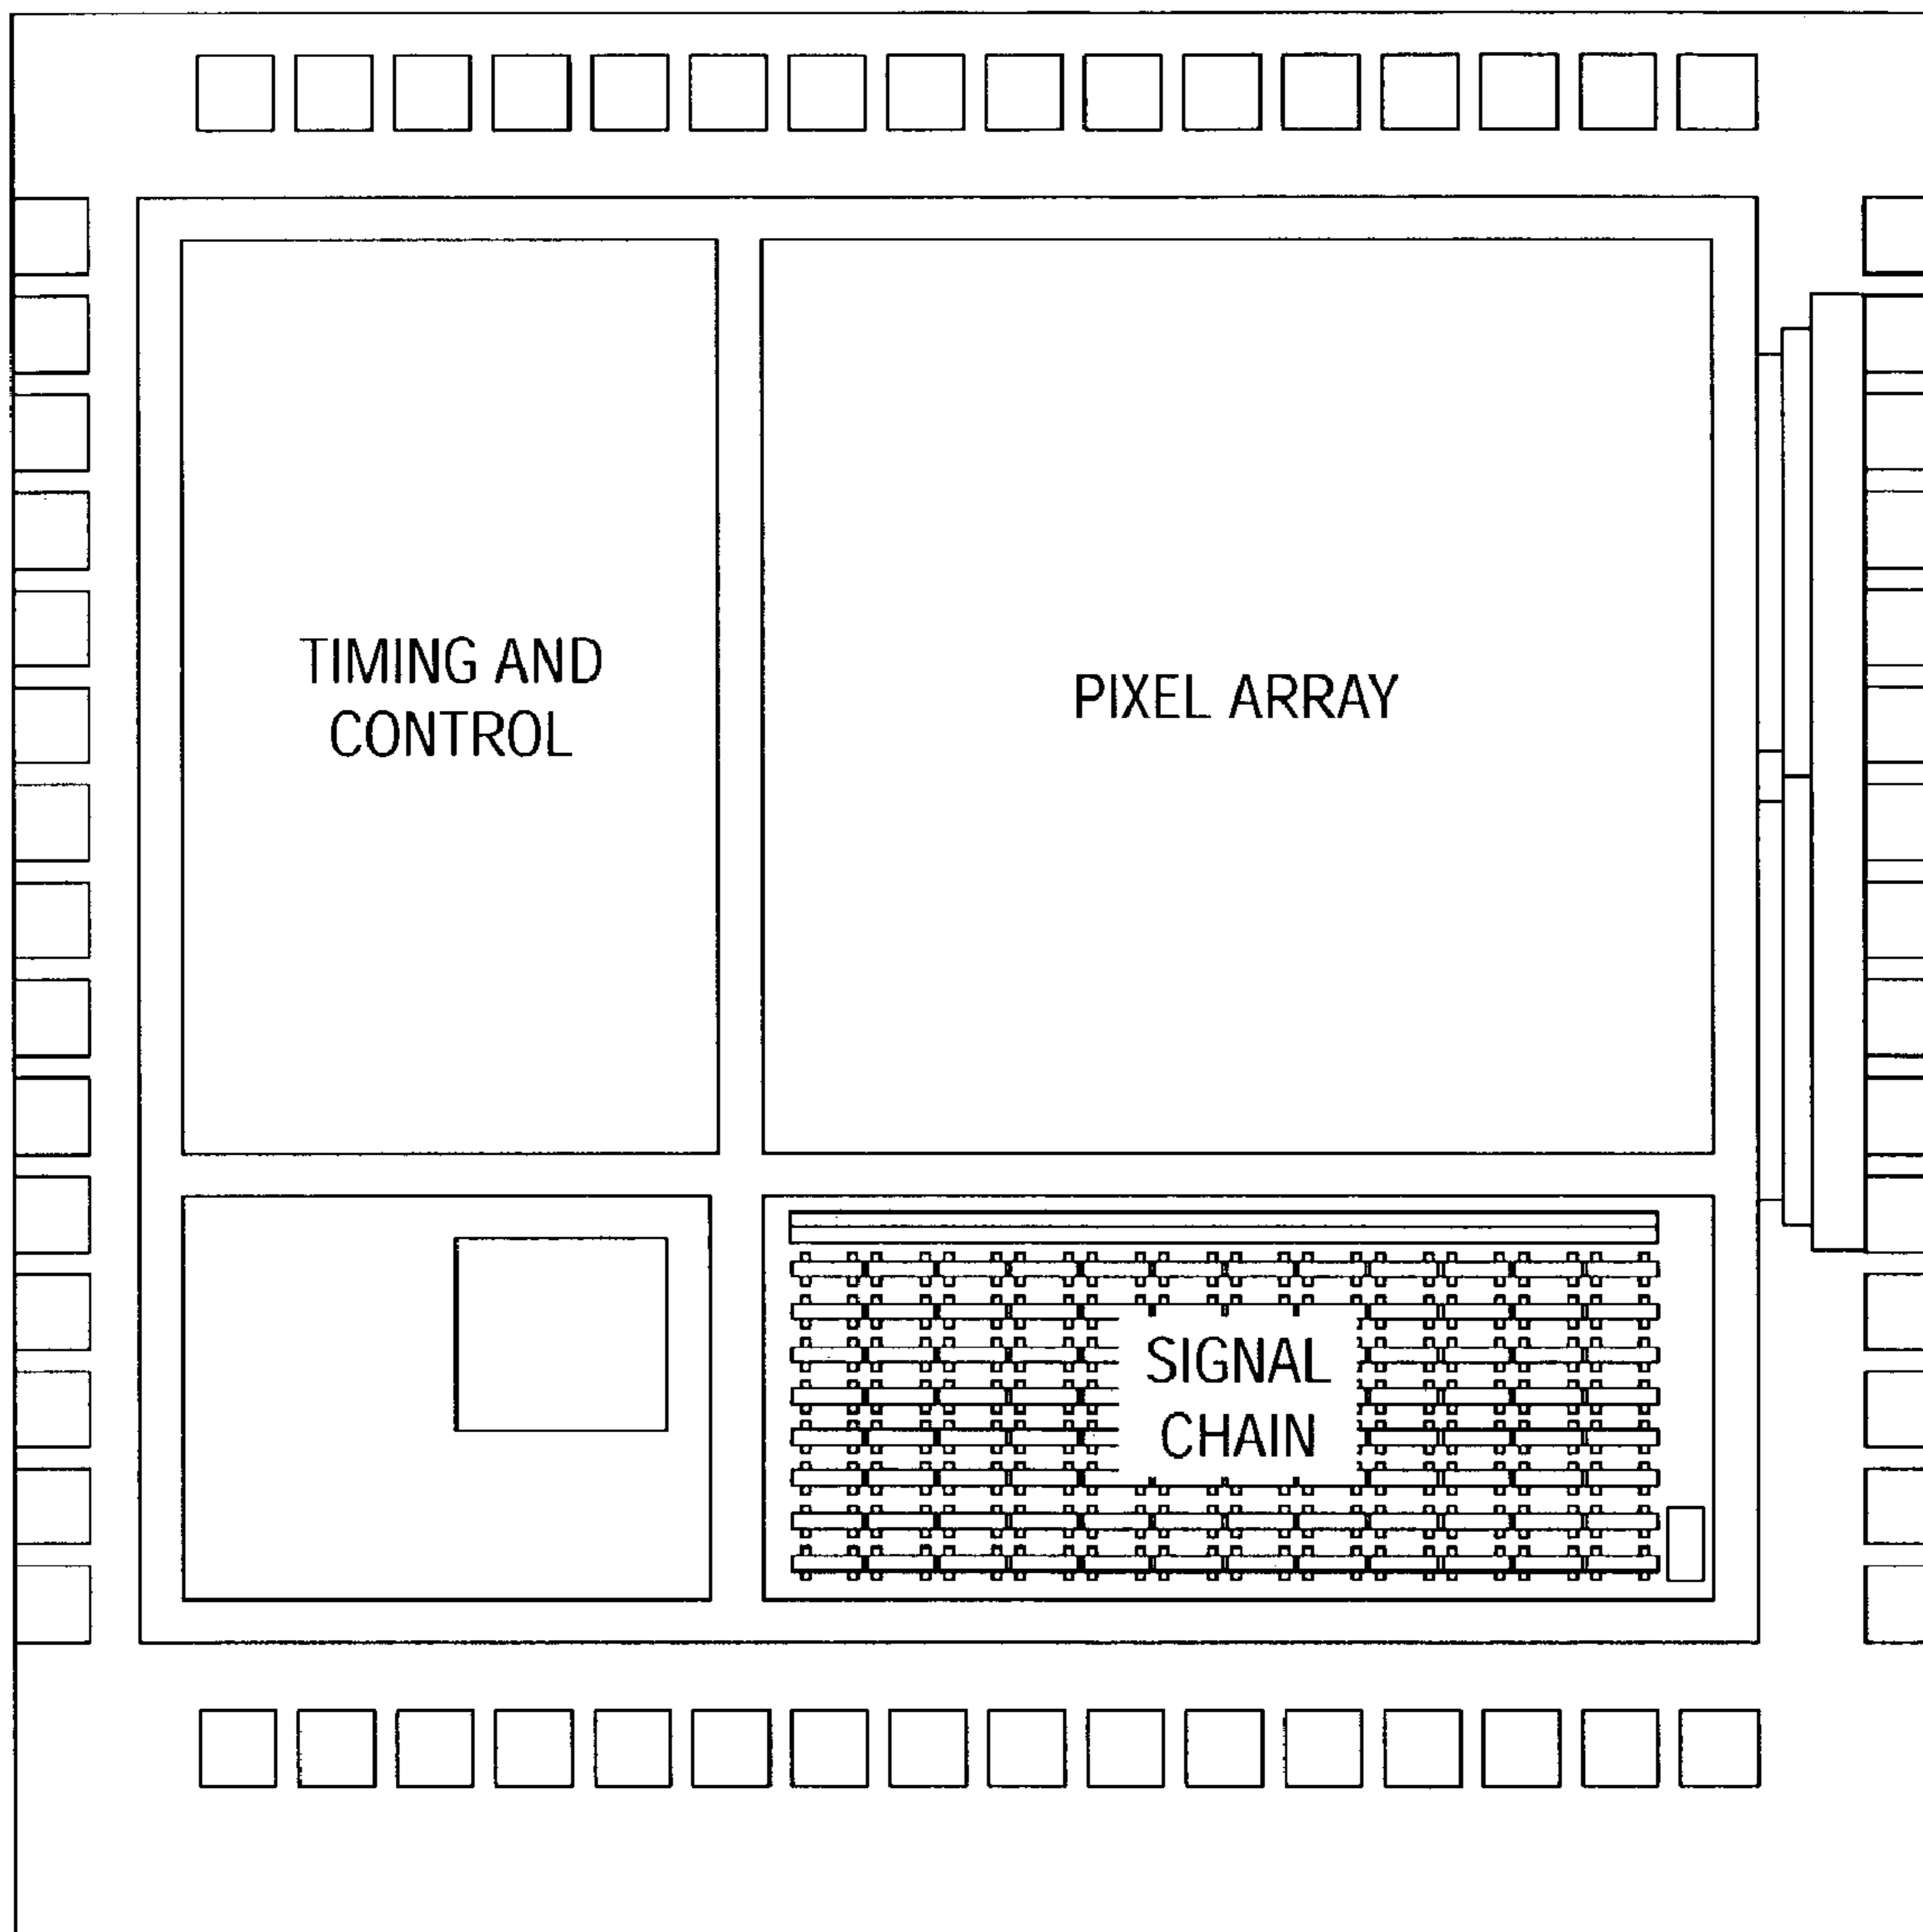 TIMING AND
CONTROL
PIXEL ARRAY
SIGNAL
CHAIN